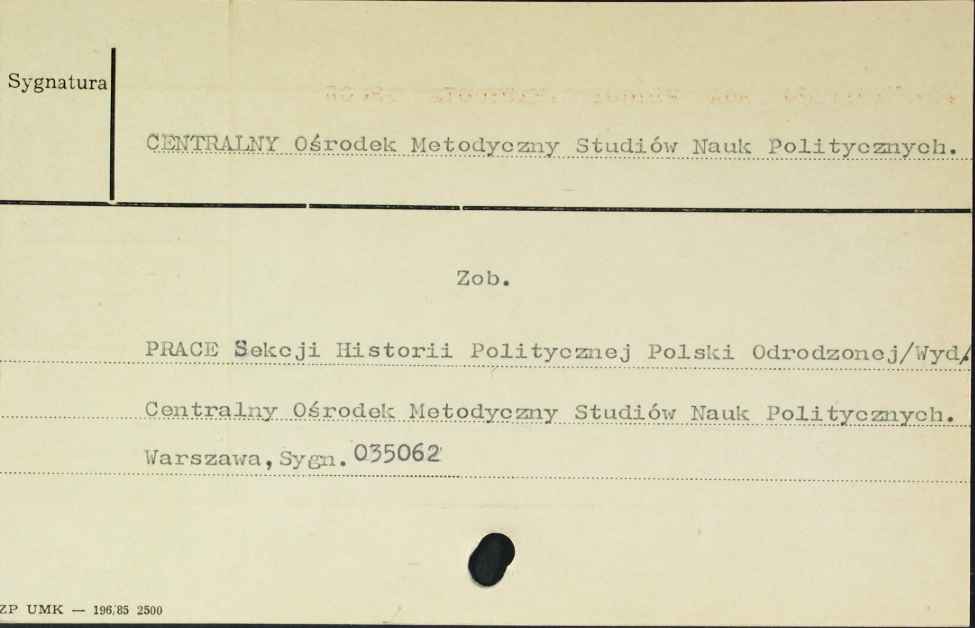 Sygnatura
CENTRALNY Ośrodek Metodyczny Studiów Nauk Politycznych.
Zob.
PRACE Sekcji Historii Politycznej Polski Odrodzonej/Wyd/.
Centralny Ośrodek Metodyczny Studiów Nauk Politycznych.
Warszawa, Sygn. 035062
ZP UMK — 196/85 2500